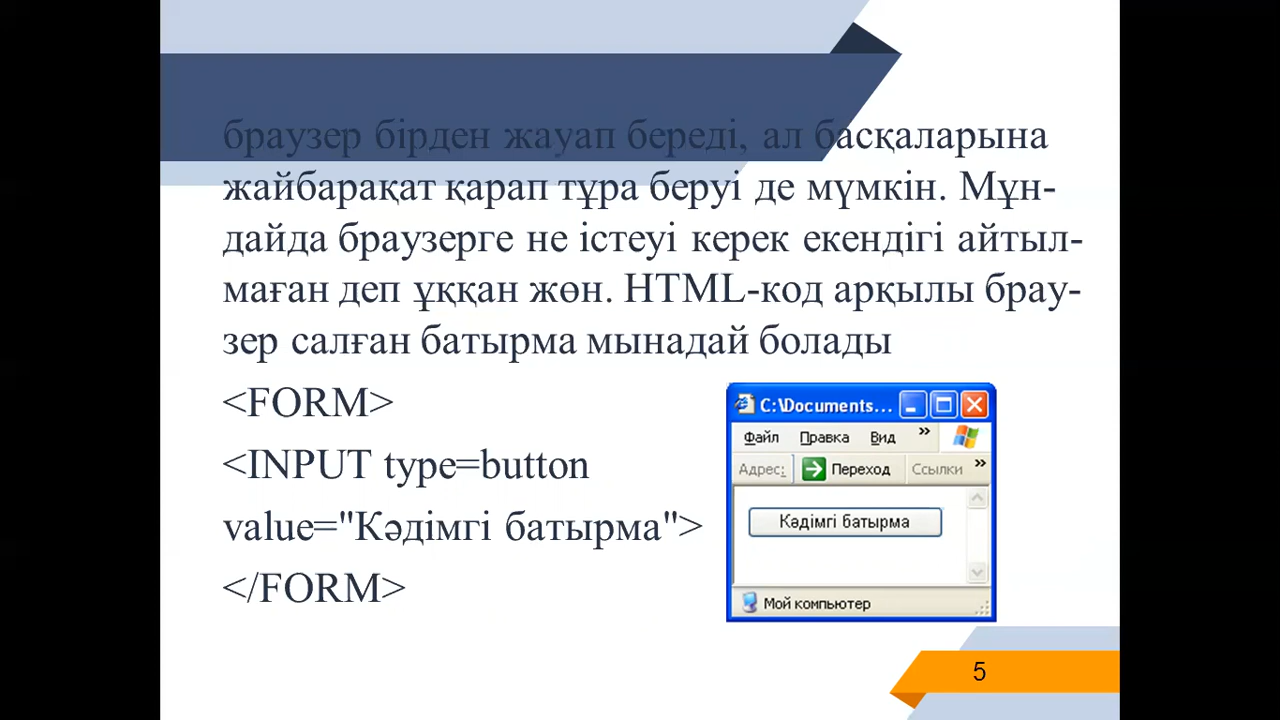 браузер бірден жауап береді, ал басқаларына
жайбарақат қарап тұра беруі де мүмкін. Мұн-
дайда браузерге не істеуі керек екендігі айтыл-
маған деп ұққан жөн. HTML-код арқылы брау-
зер салған батырма мынадай болады
<FORM>
<INPUT type=button
value="Кәдімгі батырма">
</FORM>
C:\Documents...
Файл Правка Вид »
Адрес: Переход Ссылки »
Кәдімгі батырма
Мой компьютер
5